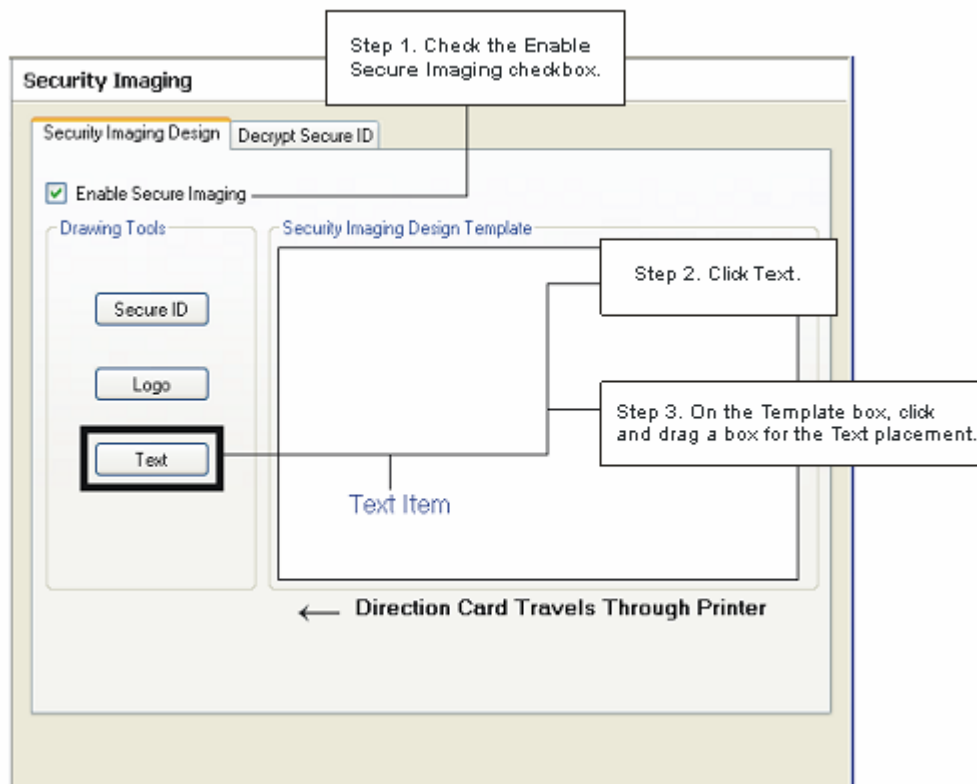 Step 1. Check the Enable
Secure Imaging checkbox.
Security Imaging
Security Imaging Design
Decrypt Secure ID
Enable Secure Imaging
Drawing Tools
Security Imaging Design Template
Step 2. Click Text.
Secure ID
Logo
Step 3. On the Template box, click
and drag a box for the Text placement.
Text
Text Item
← Direction Card Travels Through Printer